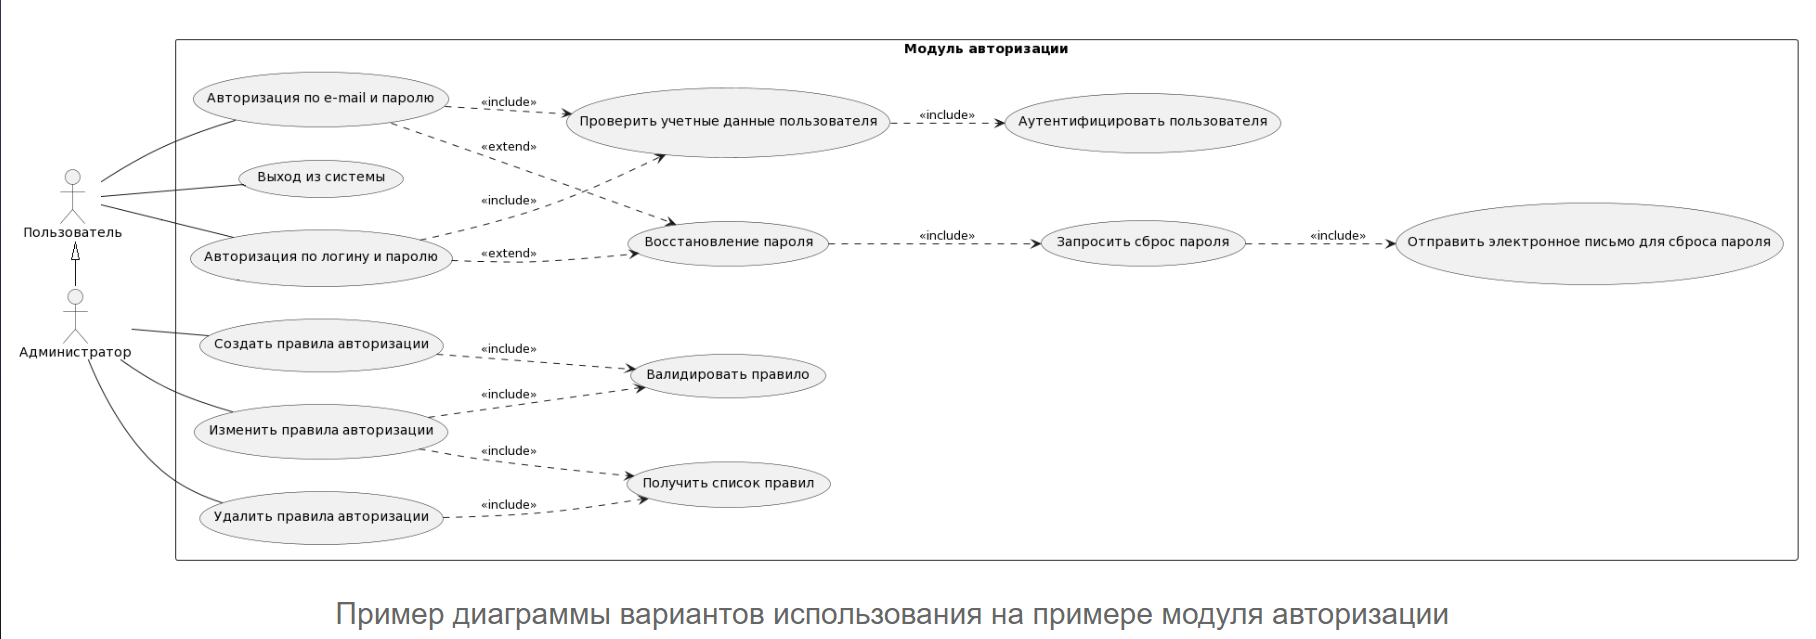 Модуль авторизации
Авторизация по e-mail и паролю
«include»
Проверить учетные данные пользователя
«include»
Аутентифицировать пользователя
«extend»
Выход из системы
«include»
Пользователь
Авторизация по логину и паролю
«extend»
Восстановление пароля
«include»
Запросить сброс пароля
«include»
Отправить электронное письмо для сброса пароля
Администратор
Создать правила авторизации
«include»
Валидировать правило
«include»
Изменить правила авторизации
«include»
Получить список правил
«include»
Удалить правила авторизации
Пример диаграммы вариантов использования на примере модуля авторизации